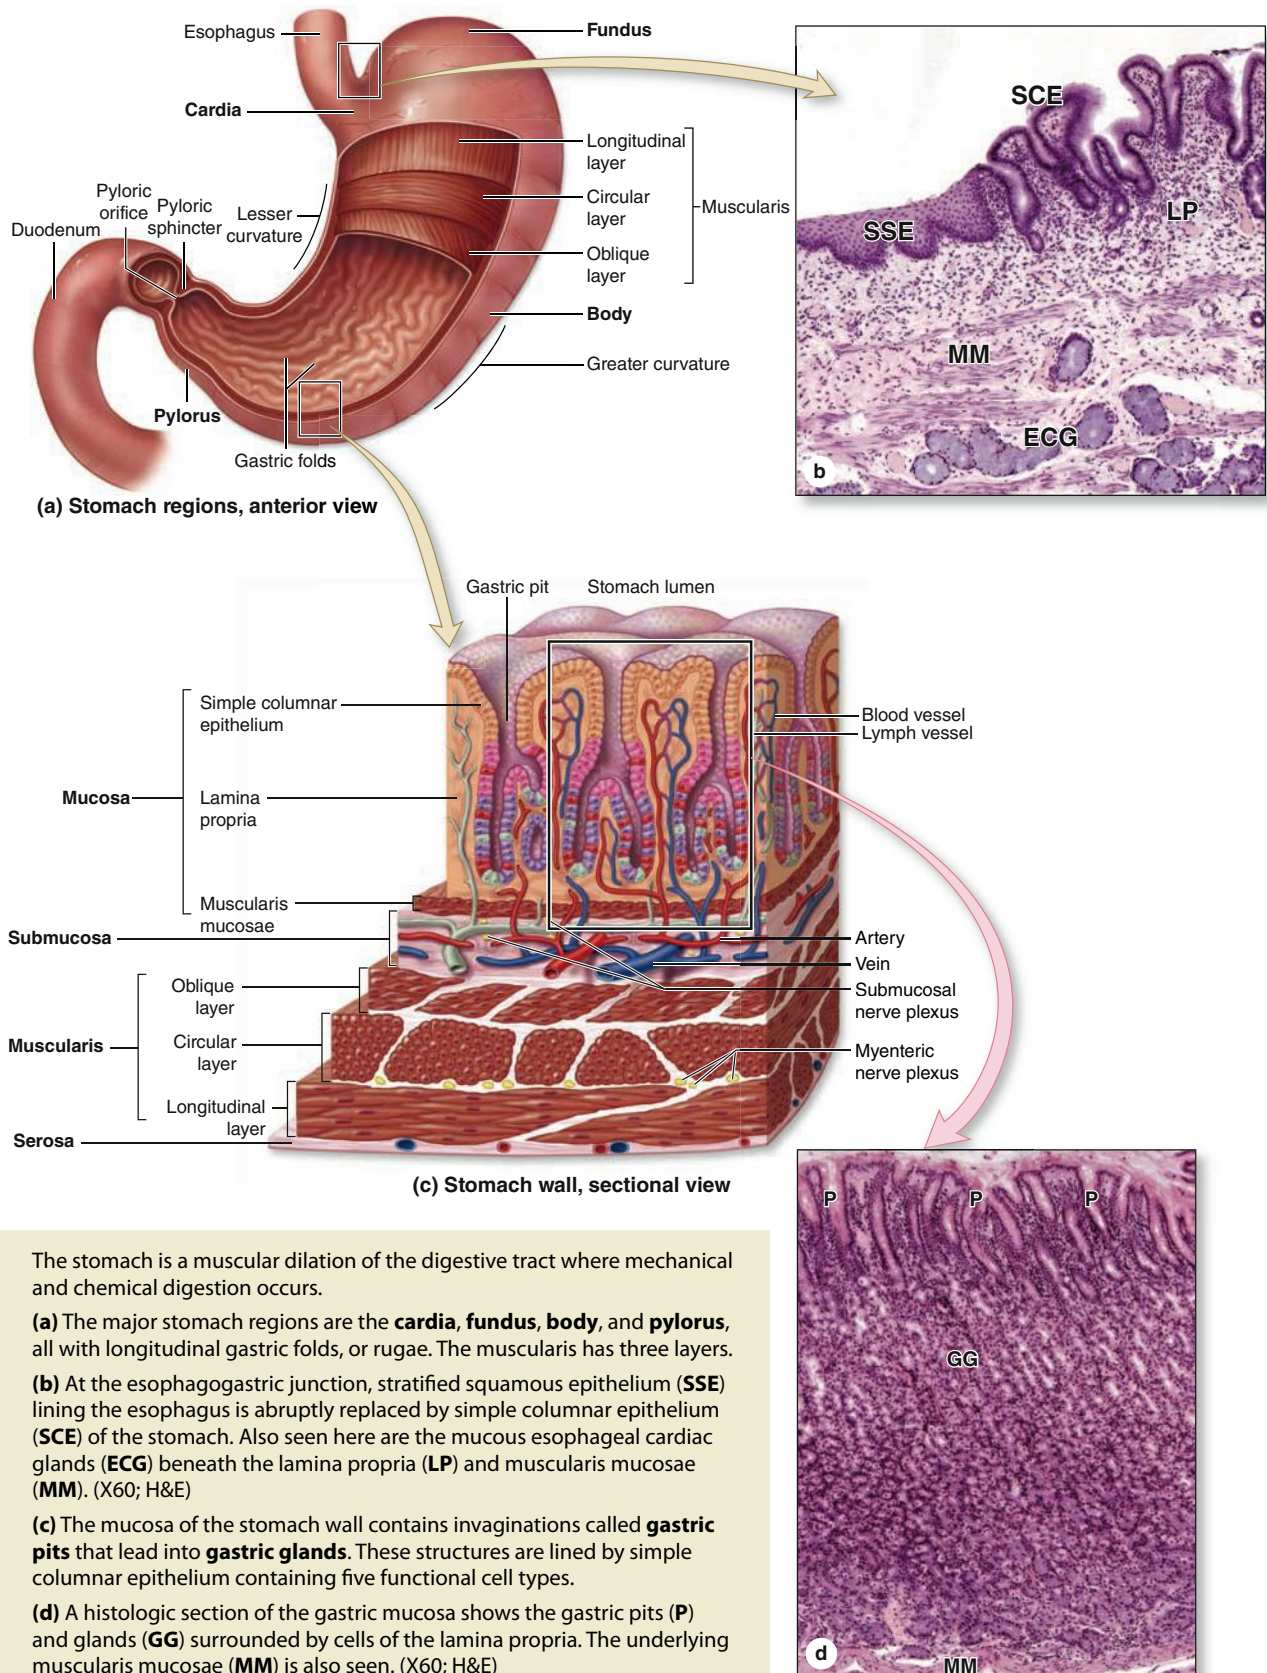 Esophagus
Fundus
Cardia
Longitudinal
layer
Circular
layer
Muscularis
Oblique
layer
Body
Greater curvature
Pyloric
orifice
Pyloric
sphincter
Lesser
curvature
Duodenum
Pylorus
Gastric folds
(a) Stomach regions, anterior view
SCE
LP
SSE
MM
ECG
b
Gastric pit
Stomach lumen
Simple columnar
epithelium
Mucosa
Lamina
propria
Muscularis
mucosae
Submucosa
Oblique
layer
Muscularis
Circular
layer
Longitudinal
layer
Serosa
Blood vessel
Lymph vessel
Artery
Vein
Submucosal
nerve plexus
Myenteric
nerve plexus
(c) Stomach wall, sectional view
P
P
P
GG
d
MM
The stomach is a muscular dilation of the digestive tract where mechanical
and chemical digestion occurs.
(a) The major stomach regions are the cardia, fundus, body, and pylorus,
all with longitudinal gastric folds, or rugae. The muscularis has three layers.
(b) At the esophagogastric junction, stratified squamous epithelium (SSE)
lining the esophagus is abruptly replaced by simple columnar epithelium
(SCE) of the stomach. Also seen here are the mucous esophageal cardiac
glands (ECG) beneath the lamina propria (LP) and muscularis mucosae
(MM). (X60; H&E)
(c) The mucosa of the stomach wall contains invaginations called gastric
pits that lead into gastric glands. These structures are lined by simple
columnar epithelium containing five functional cell types.
(d) A histologic section of the gastric mucosa shows the gastric pits (P)
and glands (GG) surrounded by cells of the lamina propria. The underlying
muscularis mucosae (MM) is also seen. (X60; H&E)